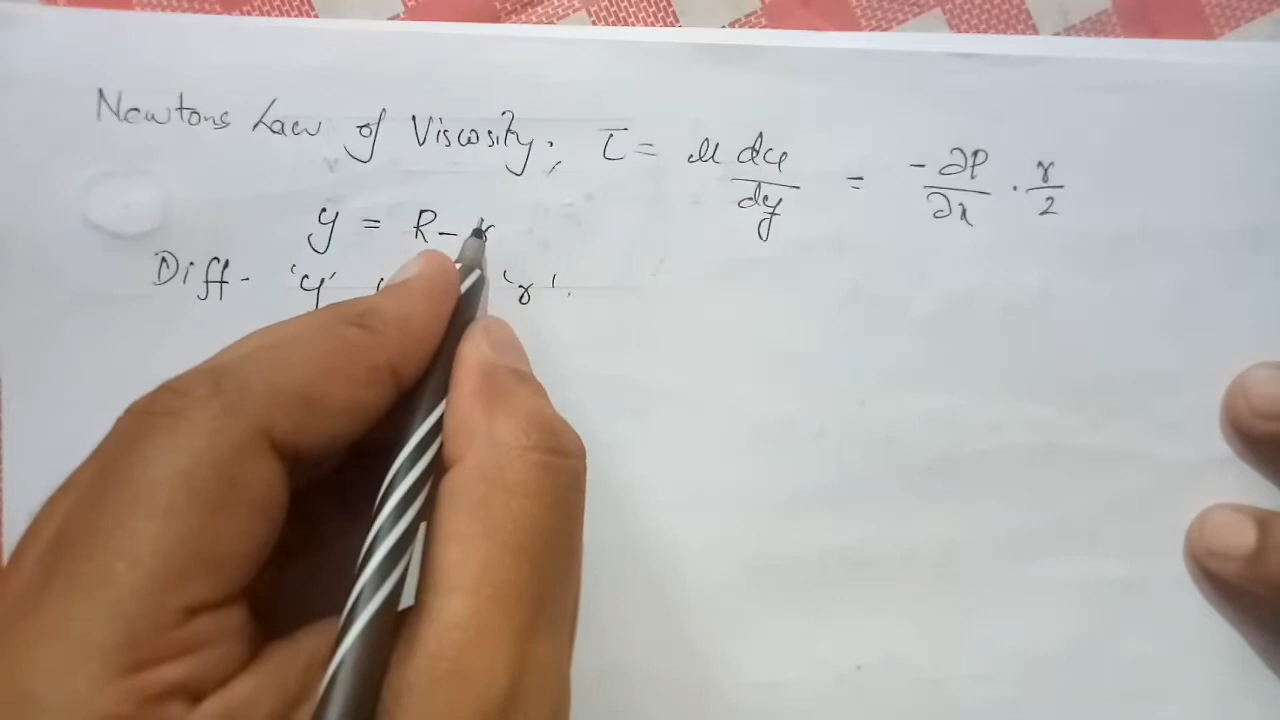 Newtons Law of Viscosity; τ = μ du/dy = -∂P/∂x · r/2
y = R - r
Diff- 'y' 'r'.